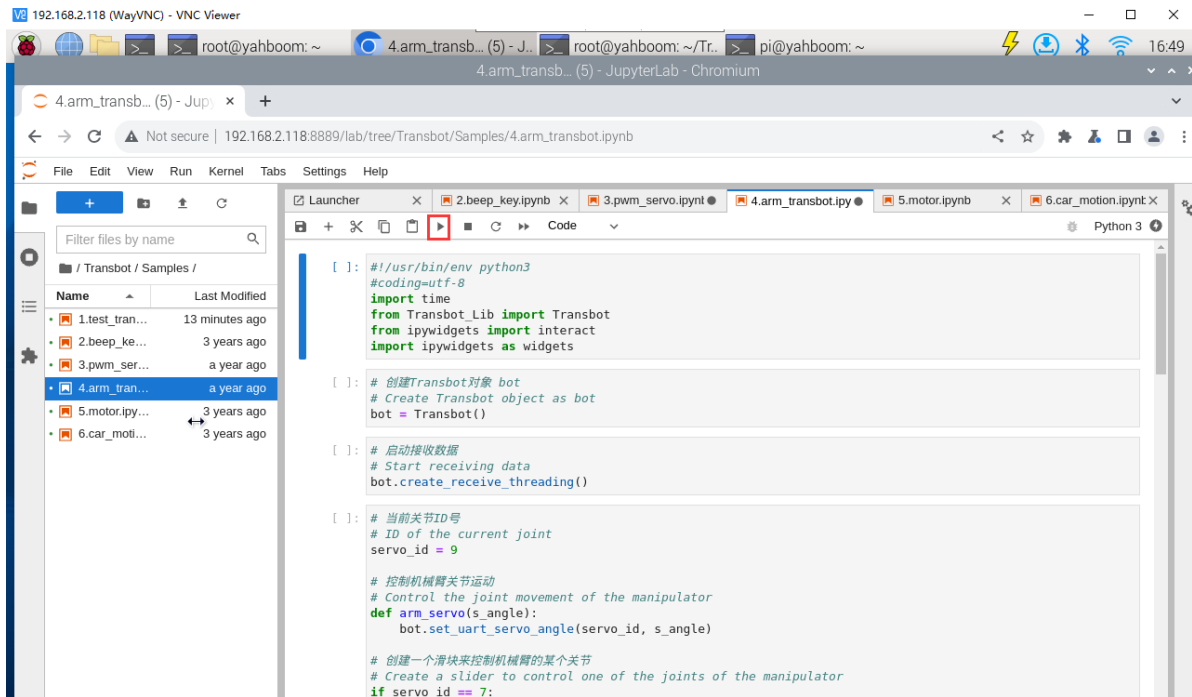 192.168.2.118 (WayVNC) - VNC Viewer
root@yahboom: ~
4.arm_transb... (5) - J..
root@yahboom: ~/Tr..
pi@yahboom: ~
16:49
4.arm_transb... (5) - JupyterLab - Chromium
4.arm_transb... (5) - Jup
Not secure | 192.168.2.118:8889/lab/tree/Transbot/Samples/4.arm_transbot.ipynb
File Edit View Run Kernel Tabs Settings Help
Launcher
2.beep_key.ipynb
3.pwm_servo.ipynl
4.arm_transbot.ipy
5.motor.ipynb
6.car_motion.ipynt
Code
Python 3
Filter files by name
/ Transbot / Samples /
Name Last Modified
1.test_tran... 13 minutes ago
2.beep_ke... 3 years ago
3.pwm_ser... a year ago
4.arm_tran... a year ago
5.motor.ipy... 3 years ago
6.car_moti... 3 years ago
[ ]: #!/usr/bin/env python3
#coding=utf-8
import time
from Transbot_Lib import Transbot
from ipywidgets import interact
import ipywidgets as widgets
[ ]: # 创建Transbot对象 bot
# Create Transbot object as bot
bot = Transbot()
[ ]: # 启动接收数据
# Start receiving data
bot.create_receive_threading()
[ ]: # 当前关节ID号
# ID of the current joint
servo_id = 9
# 控制机械臂关节运动
# Control the joint movement of the manipulator
def arm_servo(s_angle):
bot.set_uart_servo_angle(servo_id, s_angle)
# 创建一个滑块来控制机械臂的某个关节
# Create a slider to control one of the joints of the manipulator
if servo_id == 7: